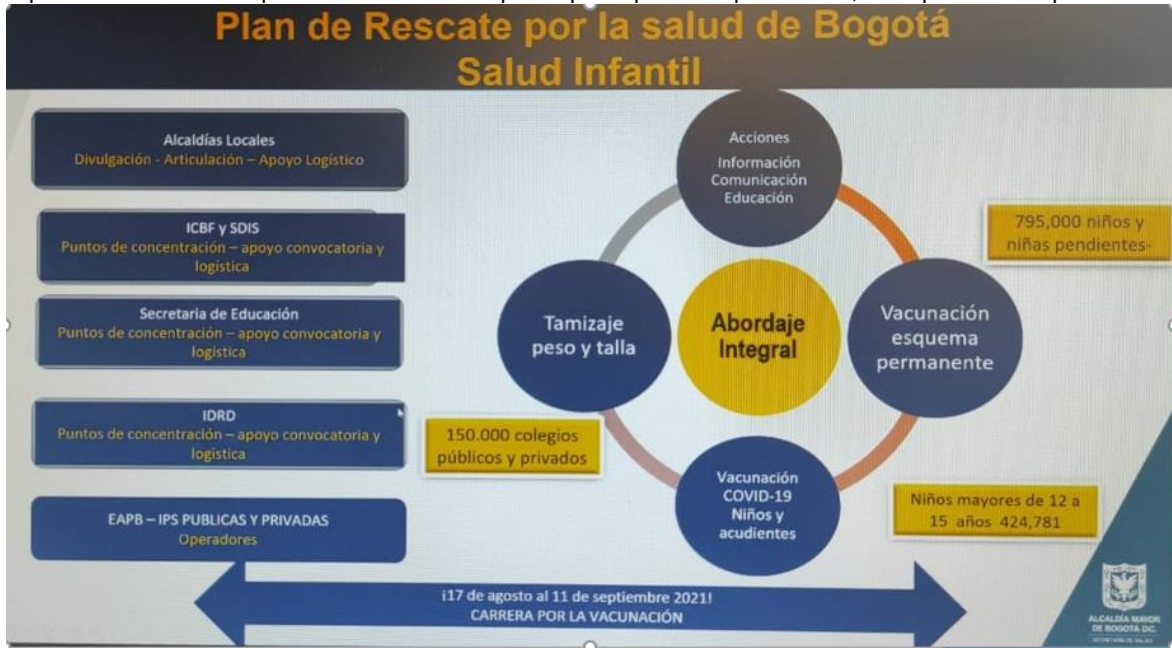 Plan de Rescate por la salud de Bogotá
Salud Infantil
Alcaldías Locales
Divulgación - Articulación – Apoyo Logístico
ICBF y SDIS
Puntos de concentración – apoyo convocatoria y
logística
Secretaria de Educación
Puntos de concentración – apoyo convocatoria y
logística
IDRD
Puntos de concentración – apoyo convocatoria y
logística
EAPB – IPS PUBLICAS Y PRIVADAS
Operadores
Acciones
Información
Comunicación
Educación
795,000 niños y
niñas pendientes-
Tamizaje
peso y talla
Abordaje
Integral
Vacunación
esquema
permanente
150.000 colegios
públicos y privados
Vacunación
COVID-19
Niños y
acudientes
Niños mayores de 12 a
15 años 424,781
¡17 de agosto al 11 de septiembre 2021!
CARRERA POR LA VACUNACIÓN
ALCALDÍA MAYOR
DE BOGOTÁ D.C.
SECRETARÍA DE SALUD